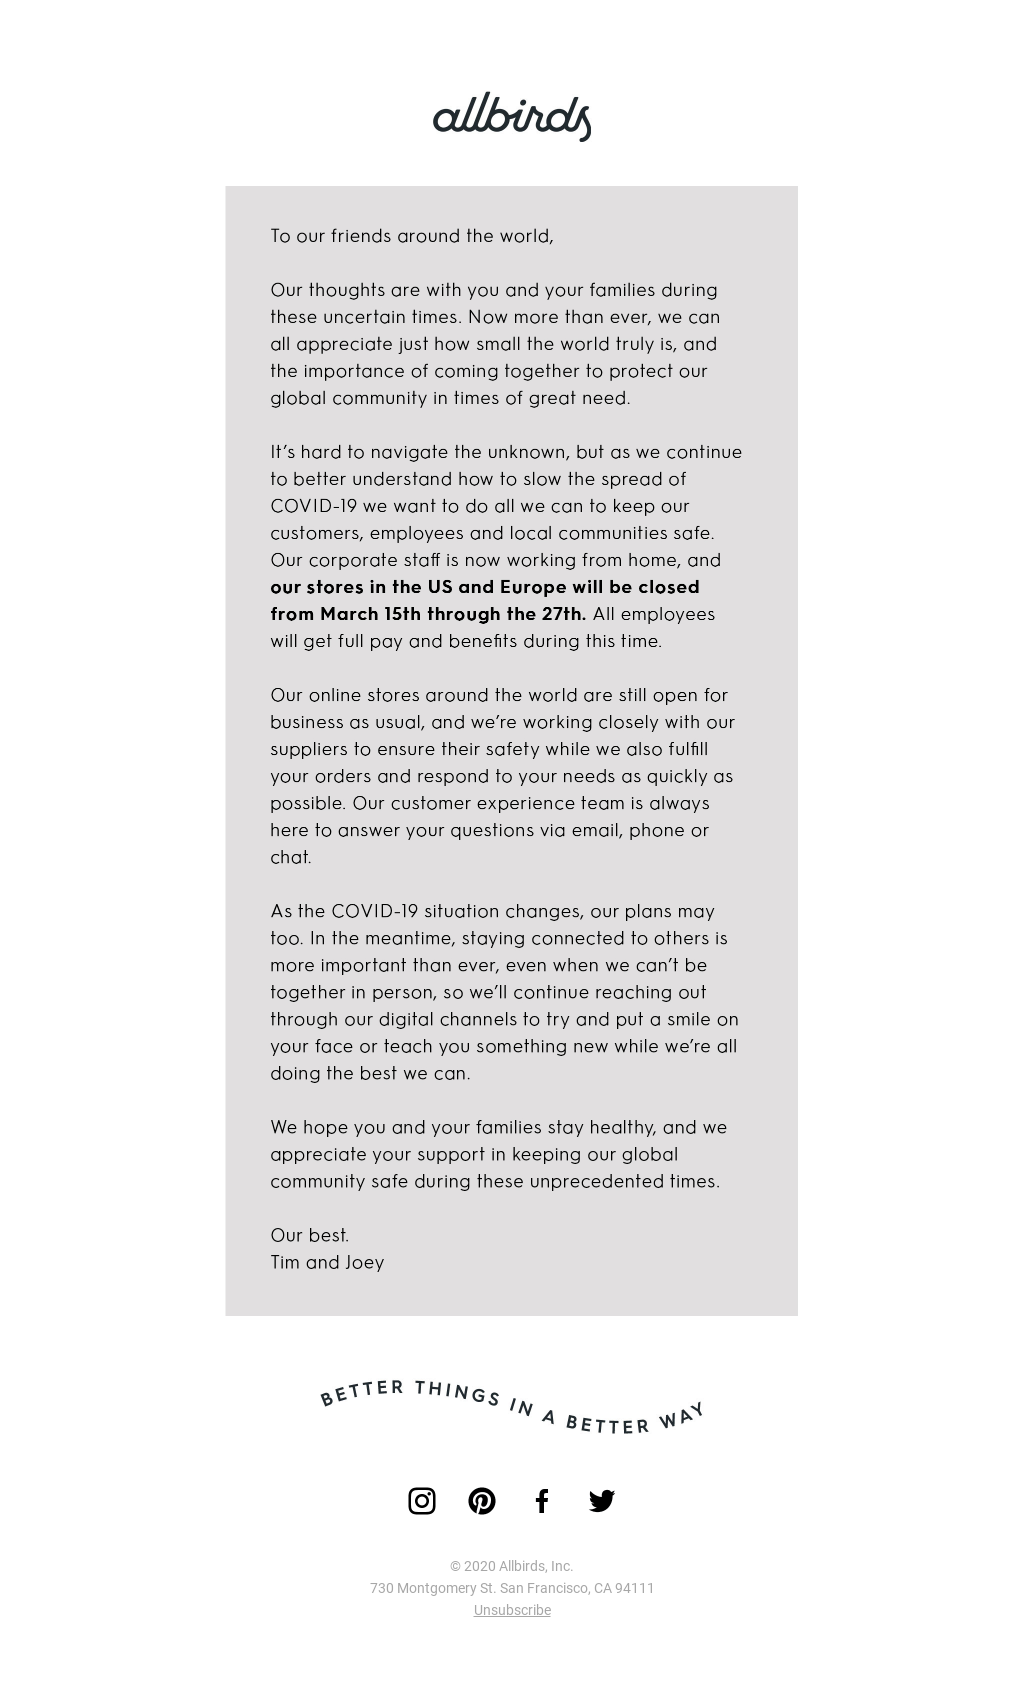 allbirds
To our friends around the world,
Our thoughts are with you and your families during
these uncertain times. Now more than ever, we can
all appreciate just how small the world truly is, and
the importance of coming together to protect our
global community in times of great need.
It’s hard to navigate the unknown, but as we continue
to better understand how to slow the spread of
COVID-19 we want to do all we can to keep our
customers, employees and local communities safe.
Our corporate staff is now working from home, and
our stores in the US and Europe will be closed
from March 15th through the 27th. All employees
will get full pay and benefits during this time.
Our online stores around the world are still open for
business as usual, and we’re working closely with our
suppliers to ensure their safety while we also fulfill
your orders and respond to your needs as quickly as
possible. Our customer experience team is always
here to answer your questions via email, phone or
chat.
As the COVID-19 situation changes, our plans may
too. In the meantime, staying connected to others is
more important than ever, even when we can’t be
together in person, so we’ll continue reaching out
through our digital channels to try and put a smile on
your face or teach you something new while we’re all
doing the best we can.
We hope you and your families stay healthy, and we
appreciate your support in keeping our global
community safe during these unprecedented times.
Our best.
Tim and Joey
BETTER THINGS IN A BETTER WAY
© 2020 Allbirds, Inc.
730 Montgomery St. San Francisco, CA 94111
Unsubscribe